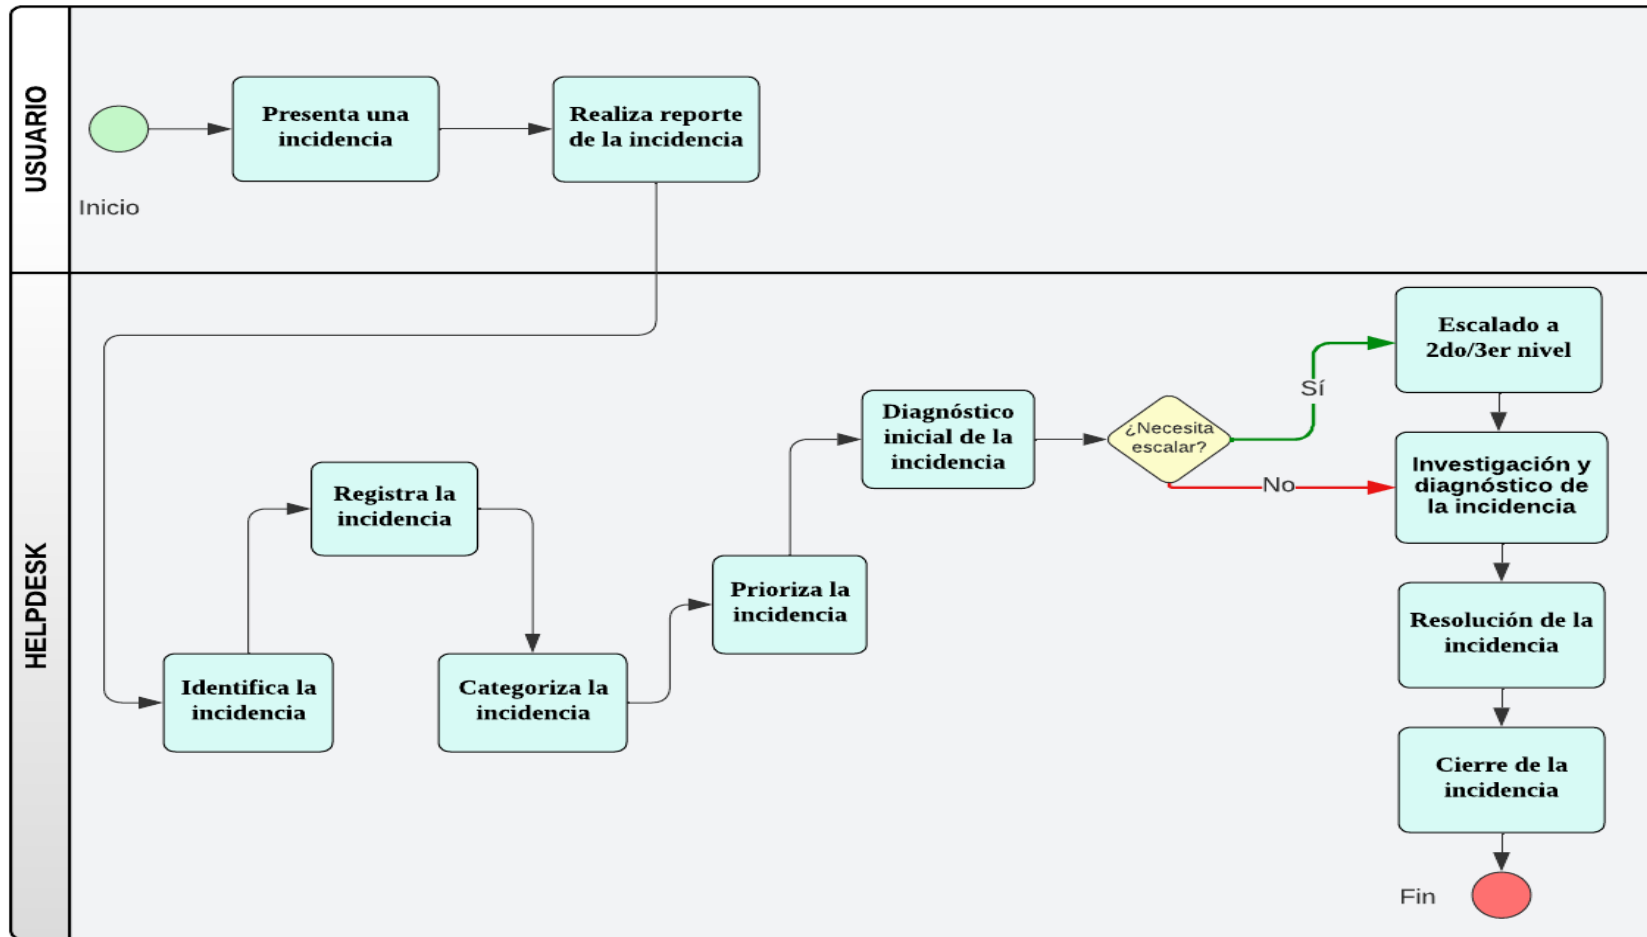 USUARIO
Presenta una
incidencia
Realiza reporte
de la incidencia
Inicio
HELPDESK
Identifica la
incidencia
Registra la
incidencia
Categoriza la
incidencia
Prioriza la
incidencia
Diagnóstico
inicial de la
incidencia
¿Necesita
escalar?
Sí
No
Escalado a
2do/3er nivel
Investigación y
diagnóstico de
la incidencia
Resolución de la
incidencia
Cierre de la
incidencia
Fin